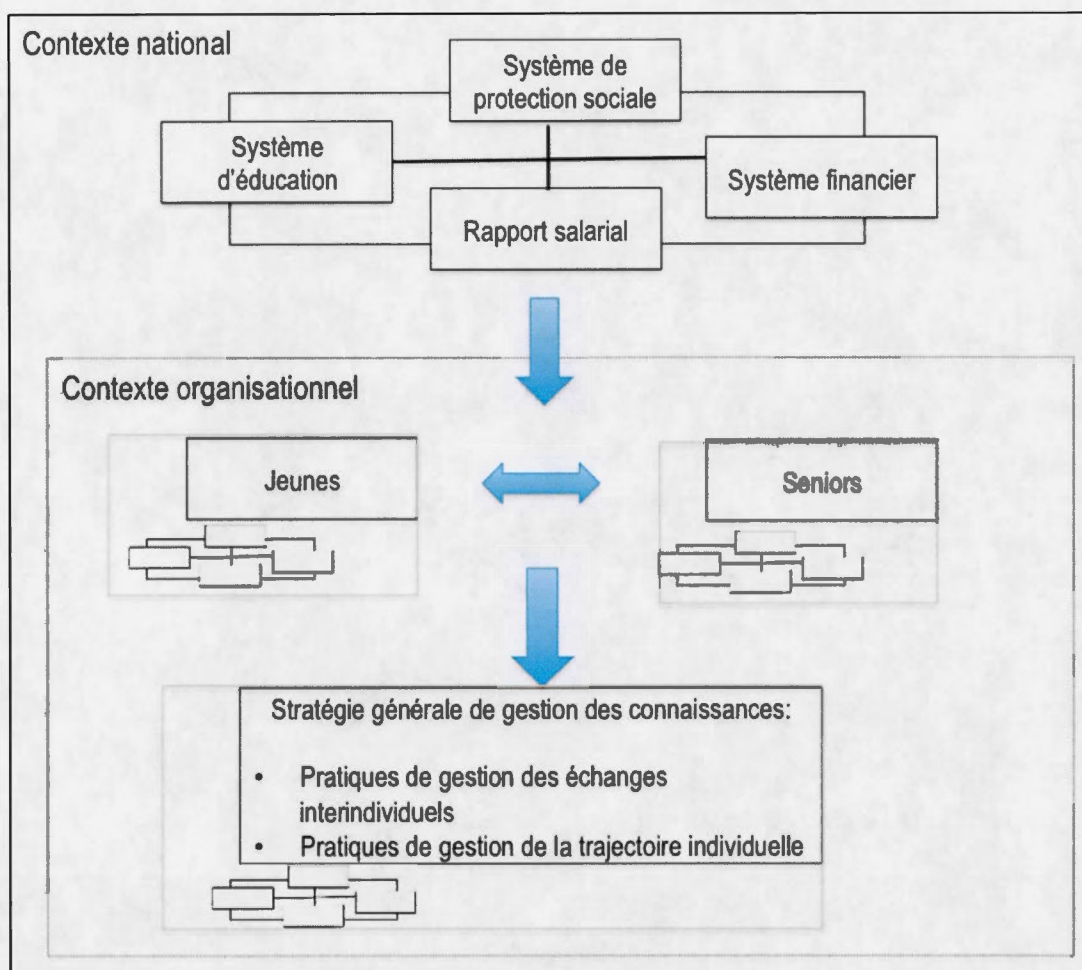 Contexte national
Système de
protection sociale
Système
d'éducation
Système financier
Rapport salarial
Contexte organisationnel
Jeunes
Seniors
Stratégie générale de gestion des connaissances:
• Pratiques de gestion des échanges
interindividuels
• Pratiques de gestion de la trajectoire individuelle